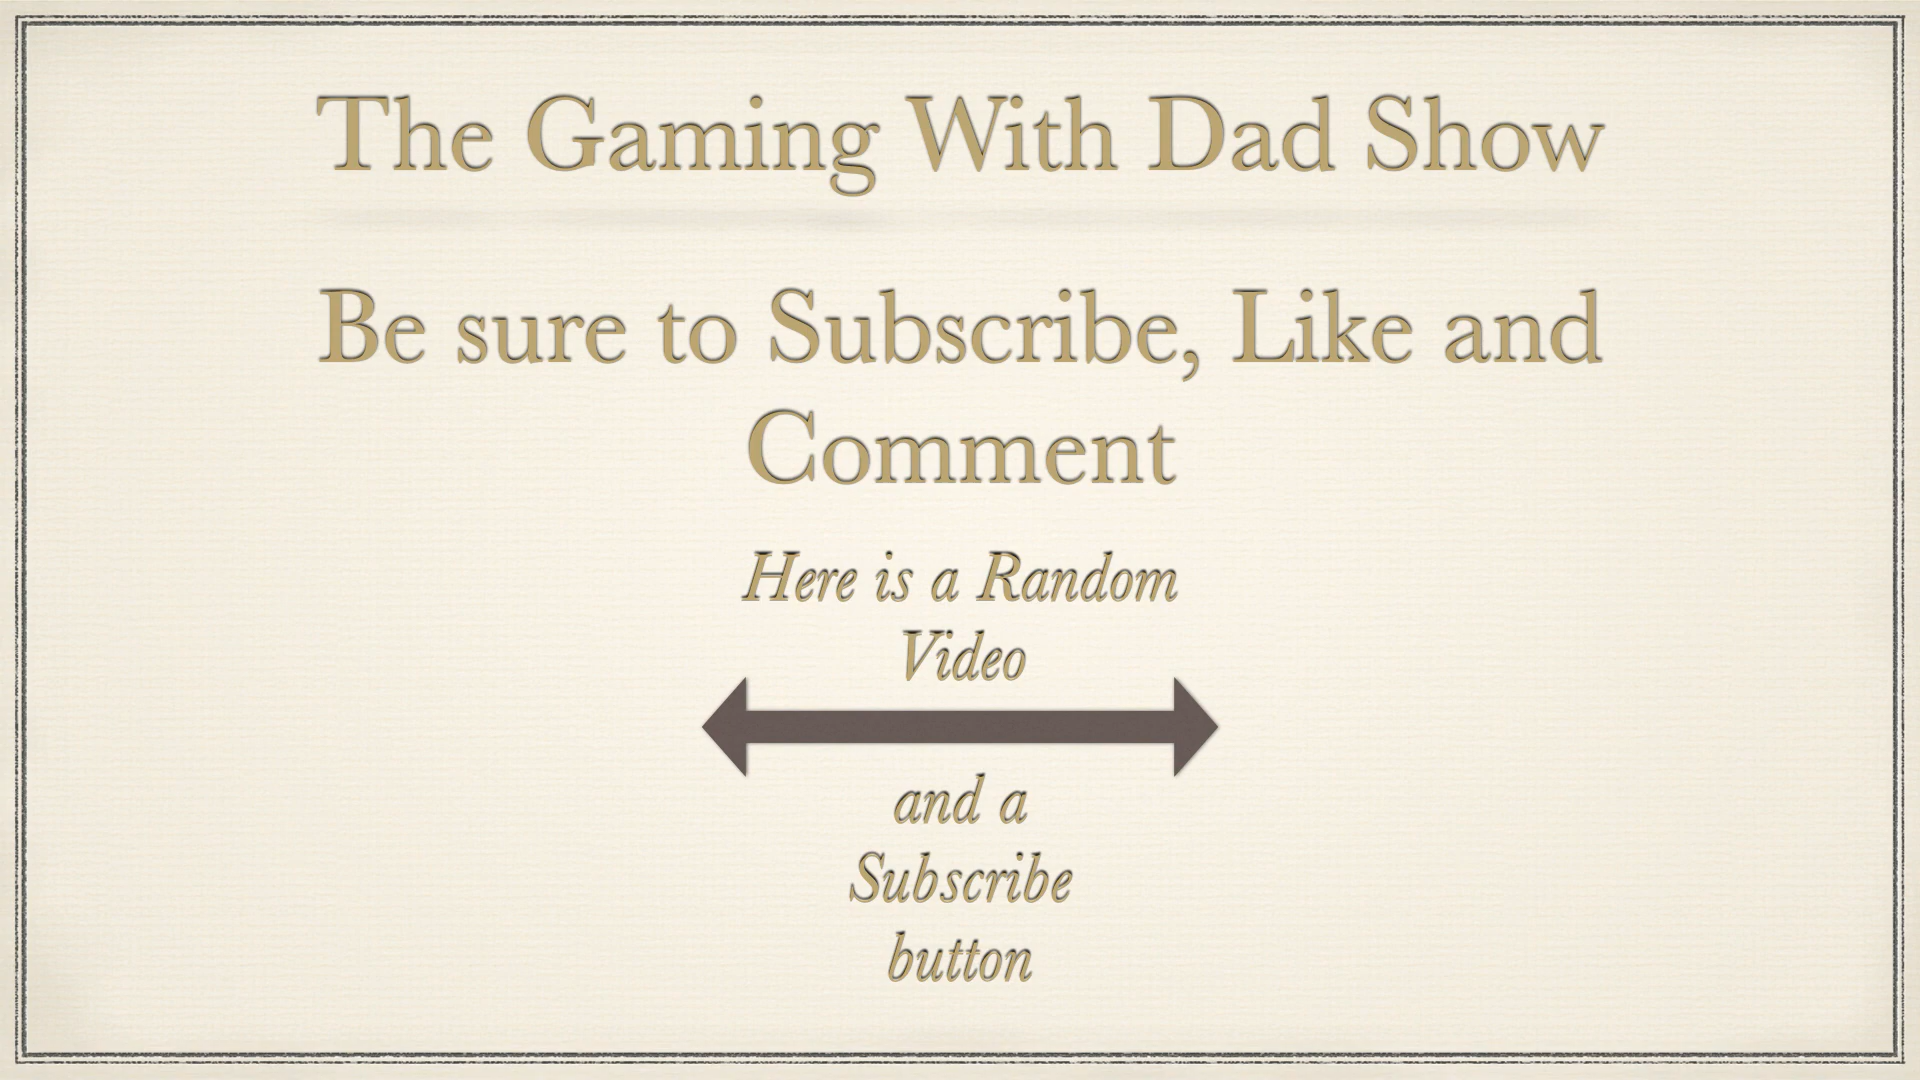 The Gaming With Dad Show
Be sure to Subscribe, Like and
Comment
Here is a Random
Video
and a
Subscribe
button